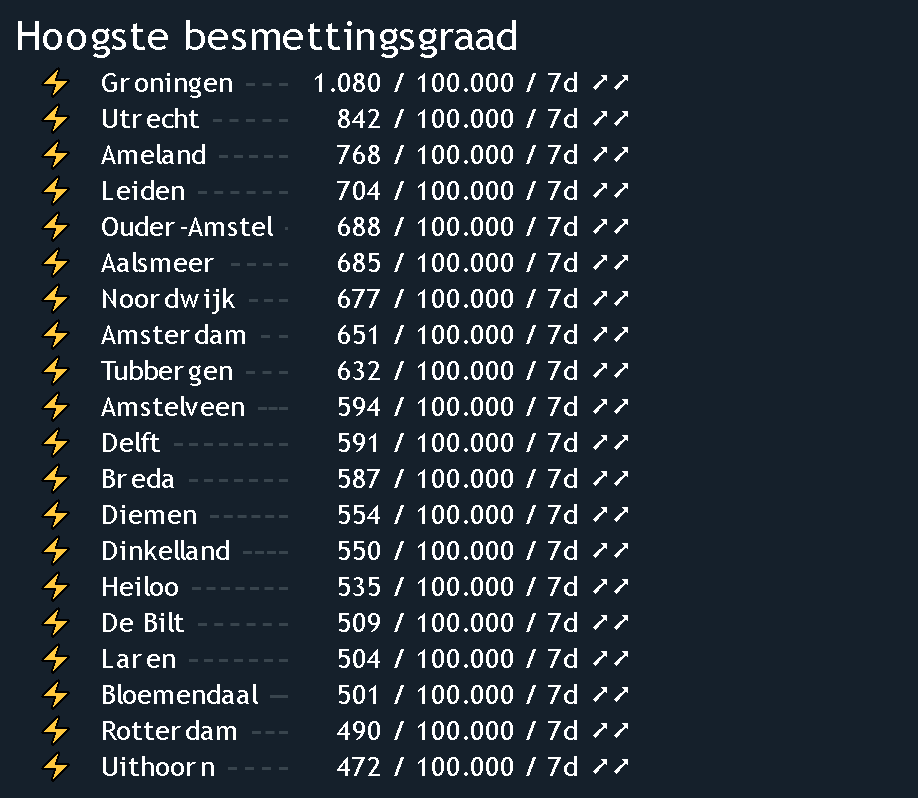 Hoogste besmettingsgraad
⚡ Groningen --- 1.080 / 100.000 / 7d ➚➚
⚡ Utrecht ----- 842 / 100.000 / 7d ➚➚
⚡ Ameland ----- 768 / 100.000 / 7d ➚➚
⚡ Leiden ------ 704 / 100.000 / 7d ➚➚
⚡ Ouder-Amstel - 688 / 100.000 / 7d ➚➚
⚡ Aalsmeer ---- 685 / 100.000 / 7d ➚➚
⚡ Noordwijk --- 677 / 100.000 / 7d ➚➚
⚡ Amsterdam -- 651 / 100.000 / 7d ➚➚
⚡ Tubbergen --- 632 / 100.000 / 7d ➚➚
⚡ Amstelveen --- 594 / 100.000 / 7d ➚➚
⚡ Delft -------- 591 / 100.000 / 7d ➚➚
⚡ Breda ------- 587 / 100.000 / 7d ➚➚
⚡ Diemen ------ 554 / 100.000 / 7d ➚➚
⚡ Dinkelland ---- 550 / 100.000 / 7d ➚➚
⚡ Heiloo ------- 535 / 100.000 / 7d ➚➚
⚡ De Bilt ------ 509 / 100.000 / 7d ➚➚
⚡ Laren ------- 504 / 100.000 / 7d ➚➚
⚡ Bloemendaal -- 501 / 100.000 / 7d ➚➚
⚡ Rotterdam --- 490 / 100.000 / 7d ➚➚
⚡ Uithoorn ---- 472 / 100.000 / 7d ➚➚